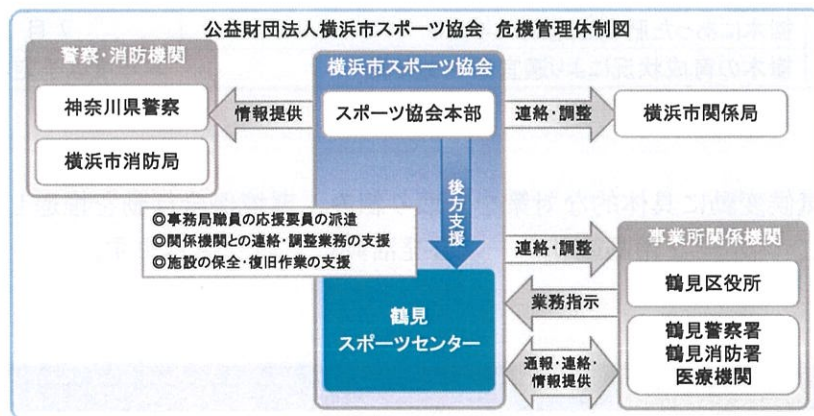 公益財団法人横浜市スポーツ協会 危機管理体制図
警察・消防機関
神奈川県警察
横浜市消防局
情報提供
横浜市スポーツ協会
スポーツ協会本部
連絡・調整
横浜市関係局
後方支援
◎事務局職員の応援要員の派遣
◎関係機関との連絡・調整業務の支援
◎施設の保全・復旧作業の支援
鶴見
スポーツセンター
連絡・調整
業務指示
通報・連絡・
情報提供
事業所関係機関
鶴見区役所
鶴見警察署
鶴見消防署
医療機関